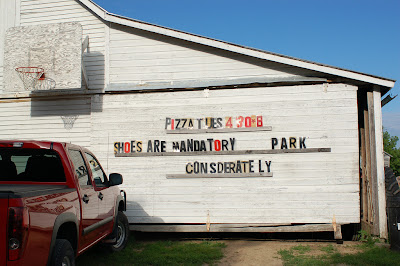 PIZZA TUES 4:30-8
SHOES ARE MANDATORY PARK
CONSIDERATELY